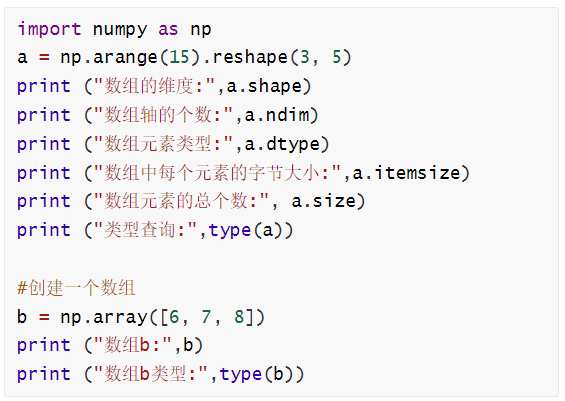 import numpy as np
a = np.arange(15).reshape(3, 5)
print ("数组的维度:",a.shape)
print ("数组轴的个数:",a.ndim)
print ("数组元素类型:",a.dtype)
print ("数组中每个元素的字节大小:",a.itemsize)
print ("数组元素的总个数:", a.size)
print ("类型查询:",type(a))
#创建一个数组
b = np.array([6, 7, 8])
print ("数组b:",b)
print ("数组b类型:",type(b))